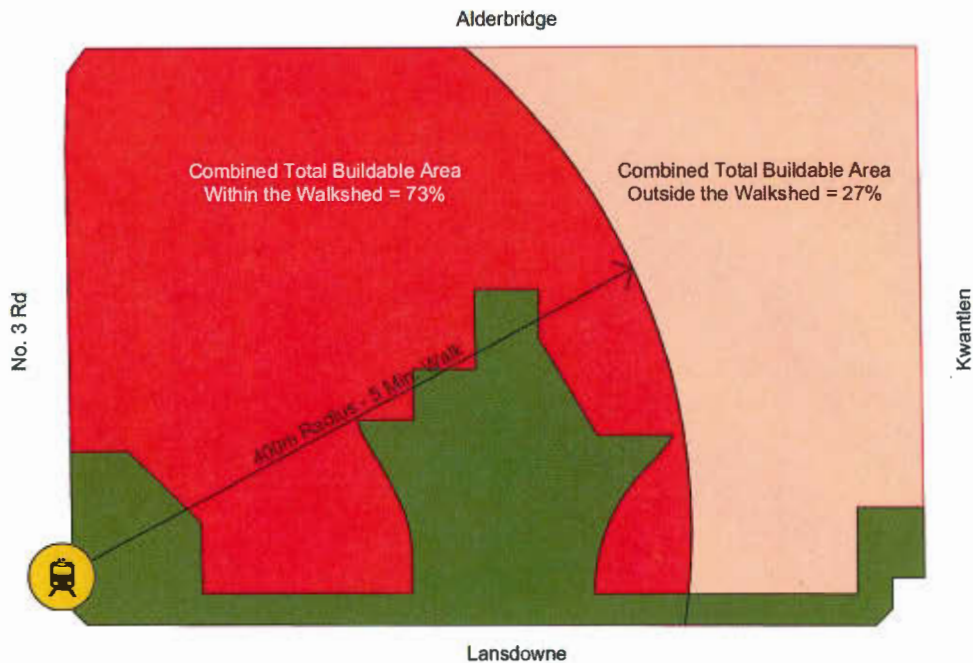 Alderbridge
Combined Total Buildable Area
Within the Walkshed = 73%
Combined Total Buildable Area
Outside the Walkshed = 27%
No. 3 Rd
Kwantlen
400m Radius - 5 Min. Walk
Lansdowne